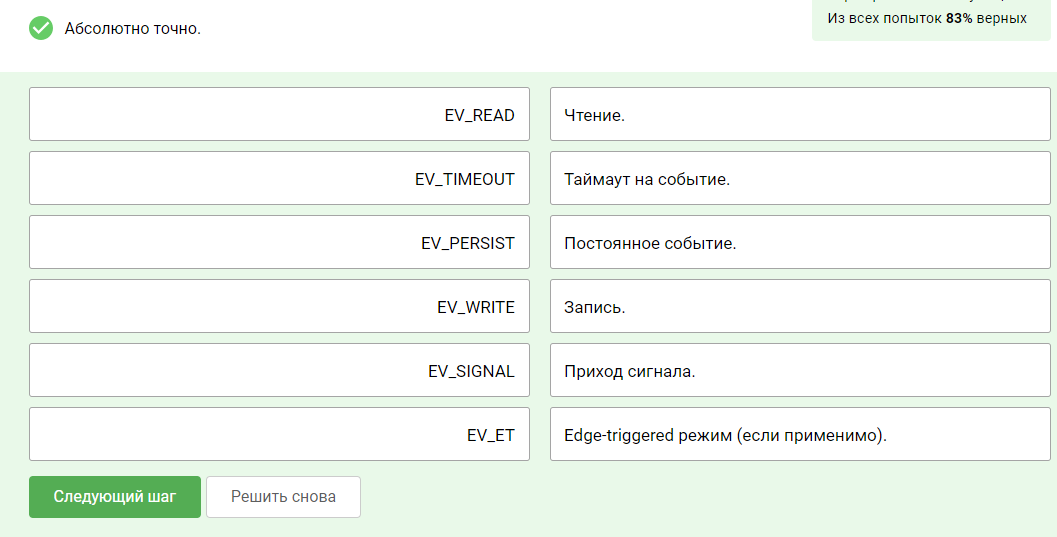 Абсолютно точно.
Из всех попыток 83% верных
EV_READ
Чтение.
EV_TIMEOUT
Таймаут на событие.
EV_PERSIST
Постоянное событие.
EV_WRITE
Запись.
EV_SIGNAL
Приход сигнала.
EV_ET
Edge-triggered режим (если применимо).
Следующий шаг
Решить снова